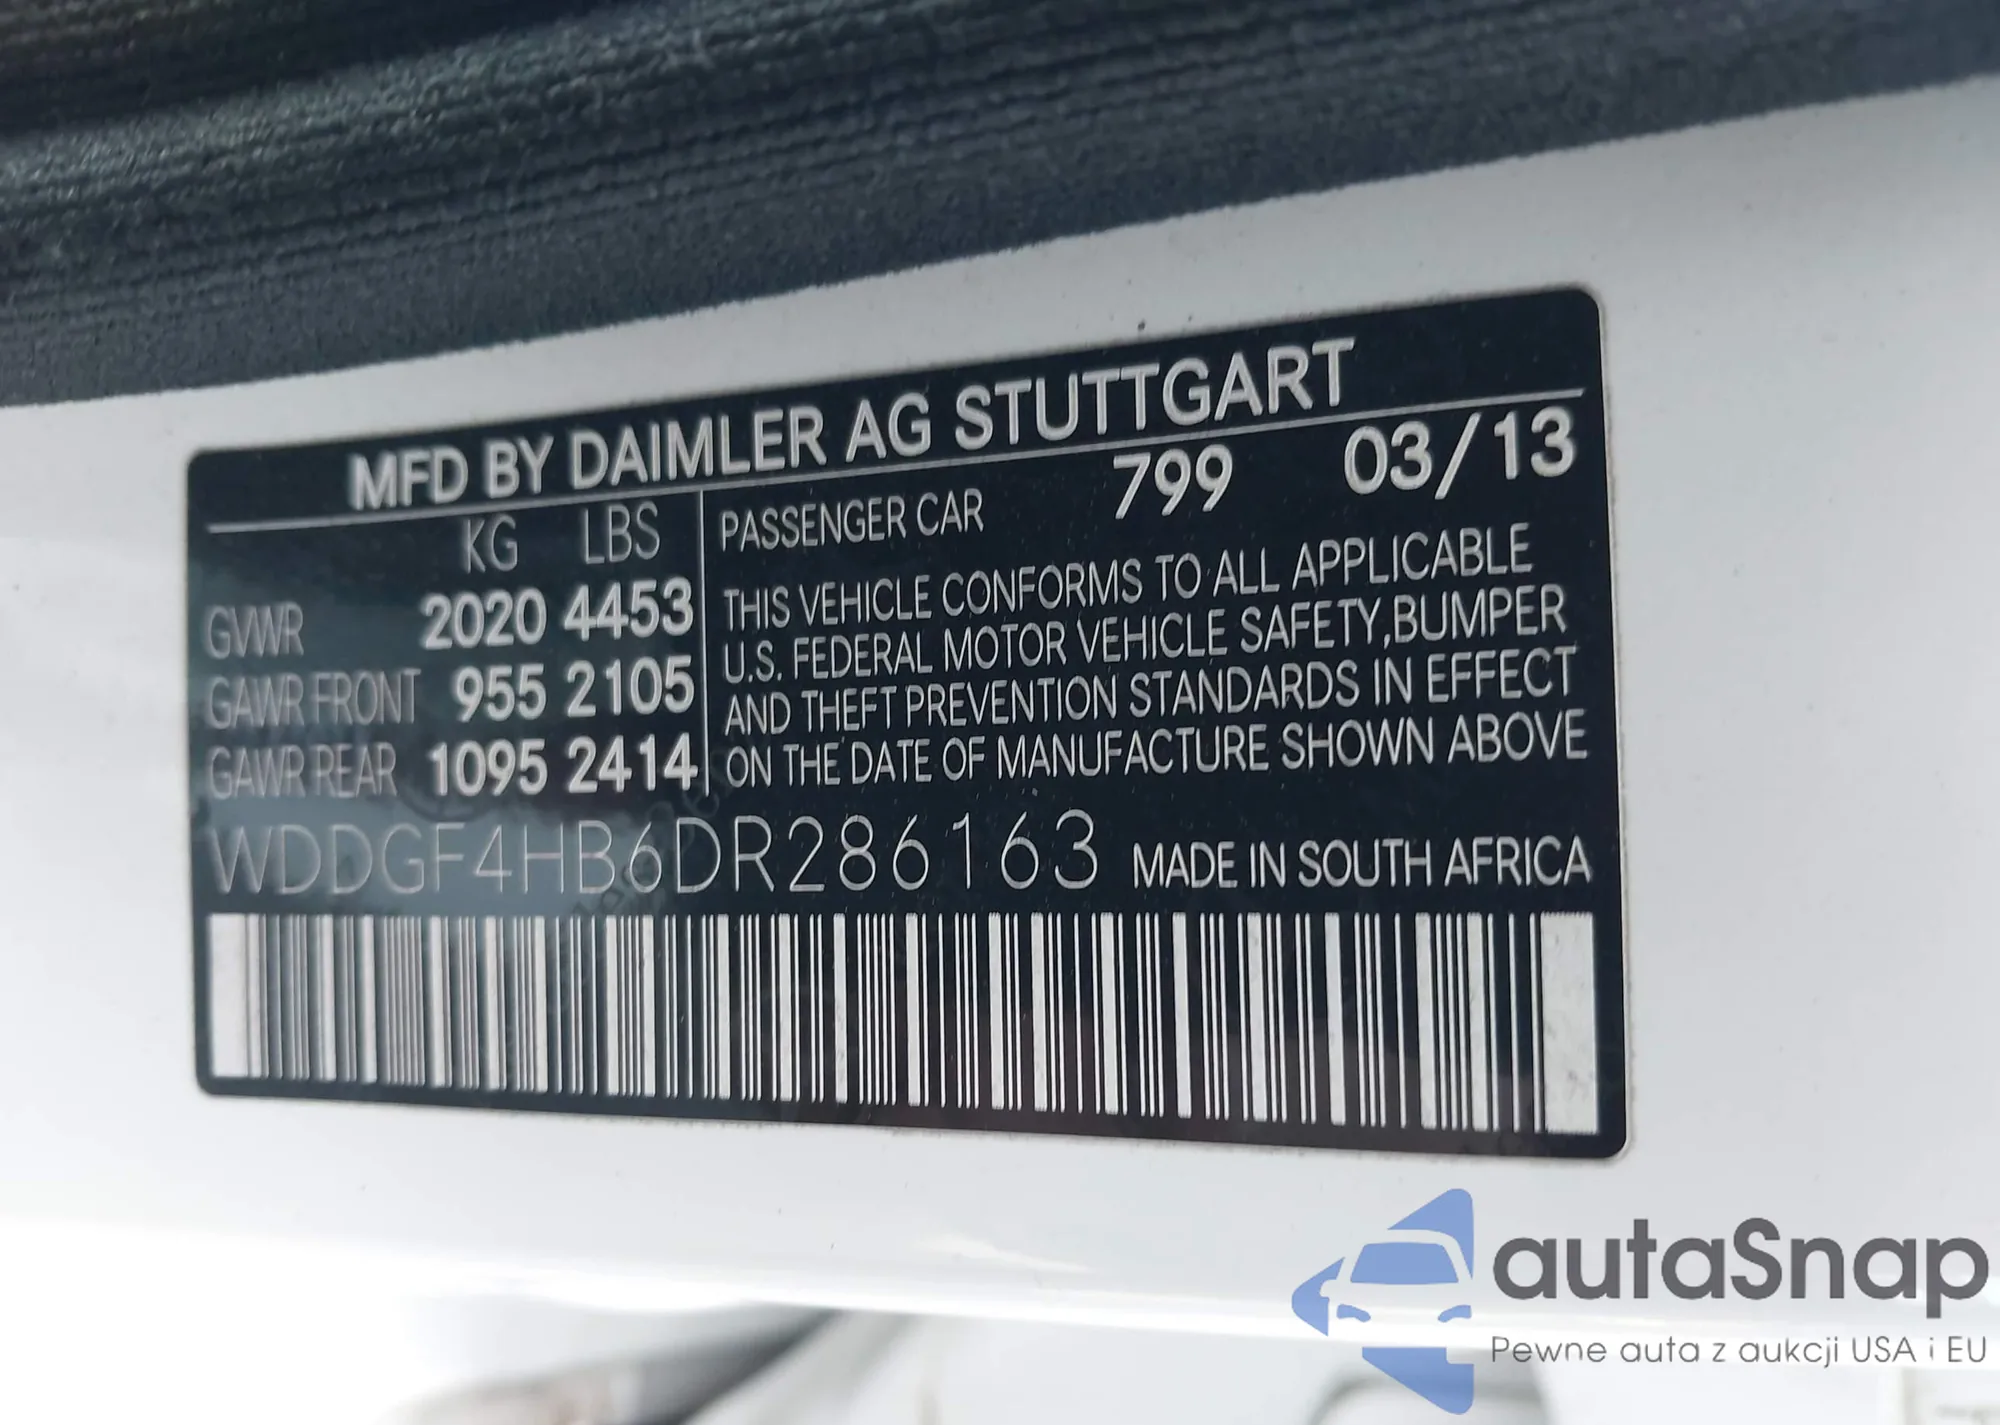 MFD BY DAIMLER AG STUTTGART
KG LBS
GVWR 2020 4453
GAWR FRONT 955 2105
GAWR REAR 1095 2414
PASSENGER CAR 799 03/13
THIS VEHICLE CONFORMS TO ALL APPLICABLE
U.S. FEDERAL MOTOR VEHICLE SAFETY,BUMPER
AND THEFT PREVENTION STANDARDS IN EFFECT
ON THE DATE OF MANUFACTURE SHOWN ABOVE
WDDGF4HB6DR286163 MADE IN SOUTH AFRICA
autaSnap
Pewne auta z aukcji USA i EU